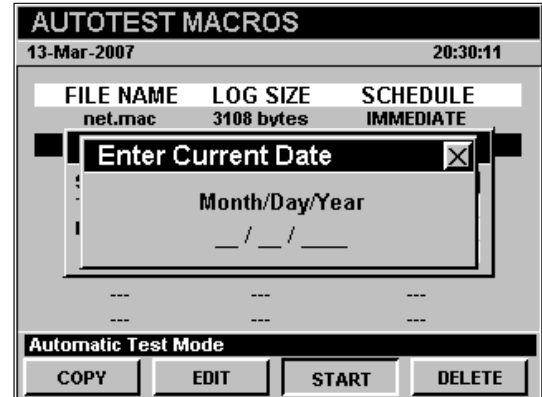 AUTOTEST MACROS
13-Mar-2007 20:30:11
FILE NAME LOG SIZE SCHEDULE
net.mac 3108 bytes IMMEDIATE
Enter Current Date
Month/Day/Year
__ / __ / ____
--- --- ---
--- --- ---
Automatic Test Mode
COPY EDIT START DELETE